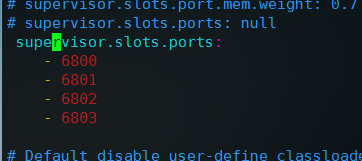 # supervisor.slots.port.mem.weight: 0.7
# supervisor.slots.ports: null
supervisor.slots.ports:
- 6800
- 6801
- 6802
- 6803
# Default disable user-define classloade